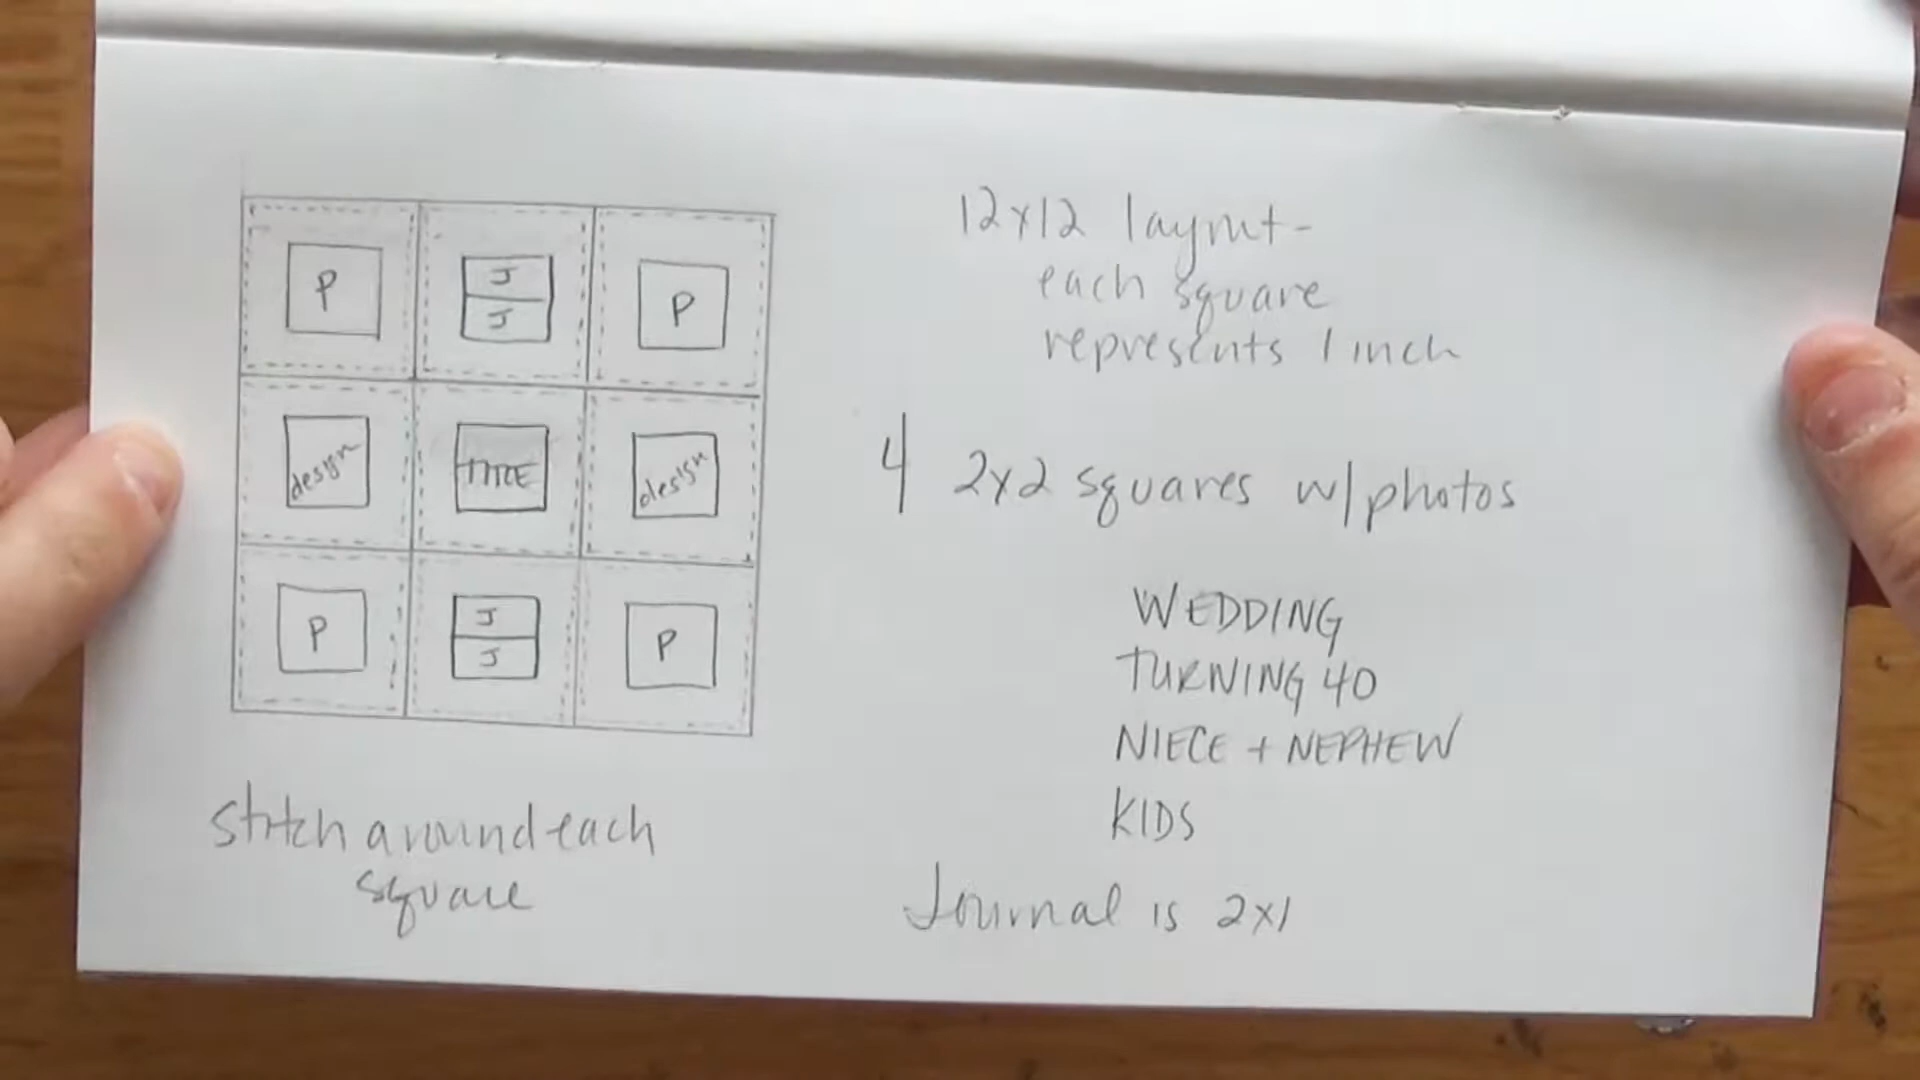 P
J
J
P
design
TITLE
design
P
J
J
P
stitch around each
square
12x12 layout-
each square
represents 1 inch
4 2x2 squares w/photos
WEDDING
TURNING 40
NIECE + NEPHEW
KIDS
Journal is 2x1